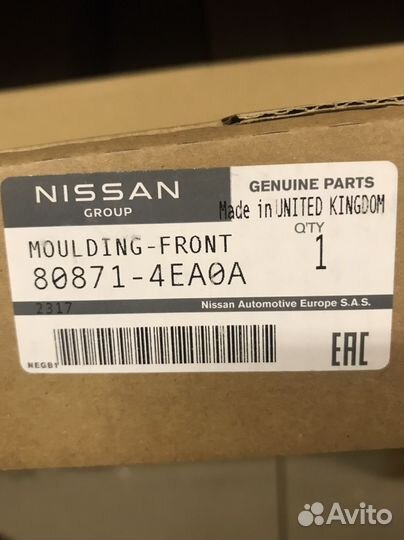 NISSAN
GROUP
GENUINE PARTS
Made in UNITED KINGDOM
MOULDING-FRONT
Q'TY
80871-4EA0A
1
2317
Nissan Automotive Europe S.A.S.
NEGB1
EAC
Avito